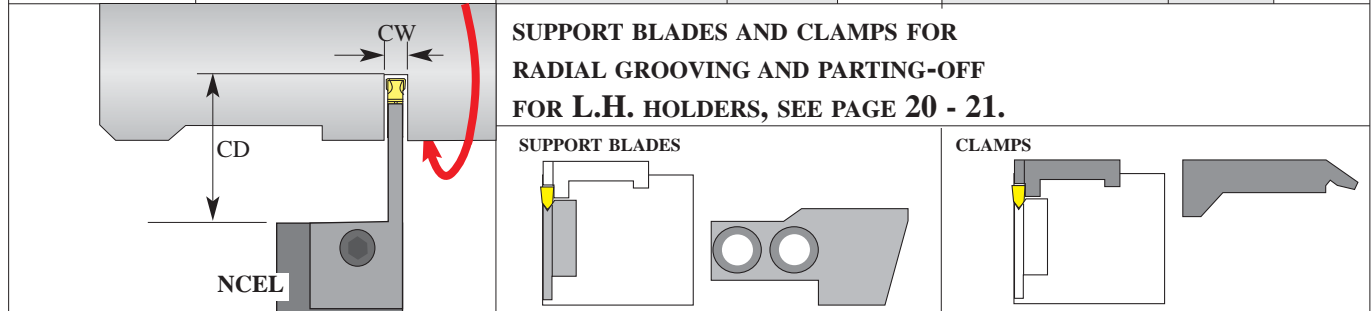 CW
CD
NCEL
SUPPORT BLADES AND CLAMPS FOR
RADIAL GROOVING AND PARTING-OFF
FOR L.H. HOLDERS, SEE PAGE 20 - 21.
SUPPORT BLADES
CLAMPS